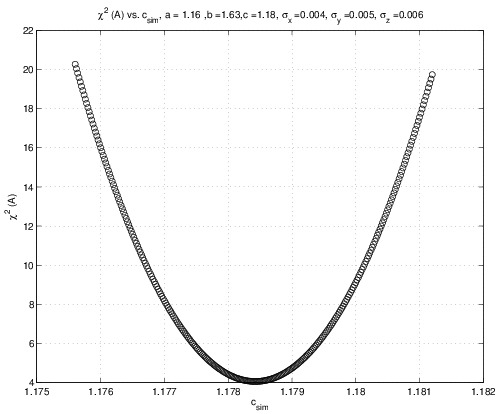 χ² (A) vs. c_sim, a = 1.16 ,b =1.63,c =1.18, σ_x =0.004, σ_y =0.005, σ_z =0.006
22
20
18
16
14
12
10
8
6
4
χ² (A)
1.175 1.176 1.177 1.178 1.179 1.18 1.181 1.182
c_sim